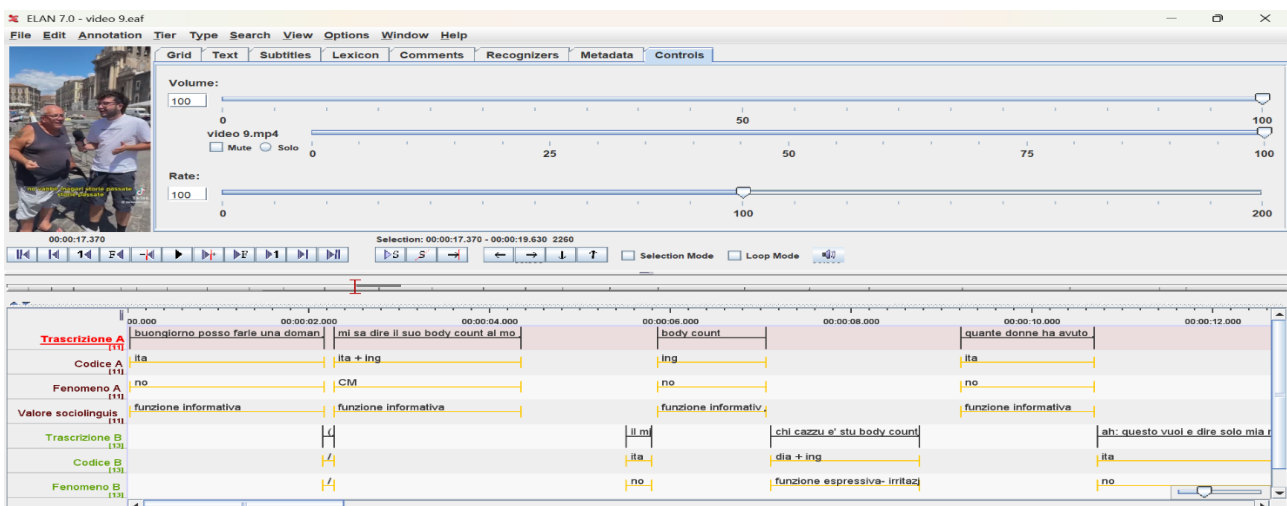 ELAN 7.0 - video 9.eaf
File Edit Annotation Tier Type Search View Options Window Help
Grid Text Subtitles Lexicon Comments Recognizers Metadata Controls
Volume:
100
0 50 100
video 9.mp4
Mute Solo
0 25 50 75 100
Rate:
100
0 100 200
storie passate
00:00:17.370 Selection: 00:00:17.370 - 00:00:19.630 2260
Selection Mode Loop Mode
00.000 00:00:02.000 00:00:04.000 00:00:06.000 00:00:08.000 00:00:10.000 00:00:12.000
Trascrizione A buongiorno posso farle una doman mi sa dire il suo body count al mo body count quante donne ha avuto
[11]
Codice A ita ita + ing ing ita
[11]
Fenomeno A no CM no no
[11]
Valore sociolinguis funzione informativa funzione informativa funzione informativ funzione informativa
[11]
Trascrizione B ( il mi chi cazzu e' stu body count ah: questo vuoi e dire solo mia
[13]
Codice B / ita dia + ing ita
[13]
Fenomeno B / no funzione espressiva- irritaz no
[13]